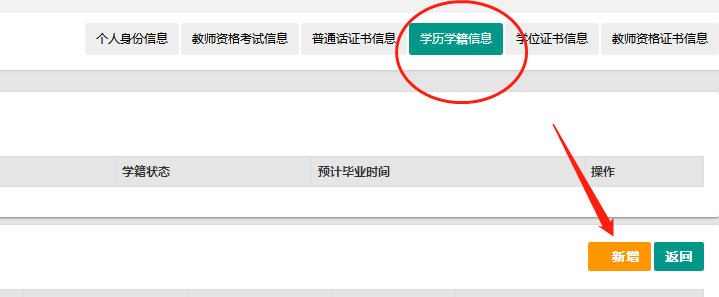 个人身份信息 教师资格考试信息 普通话证书信息 学历学籍信息 学位证书信息 教师资格证书信息
学籍状态 预计毕业时间 操作
新增 返回